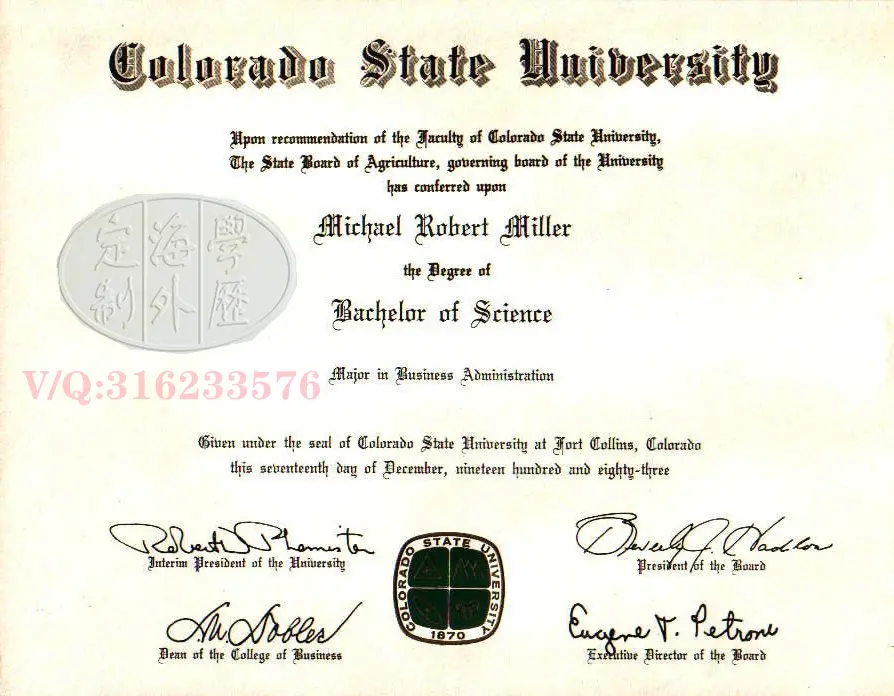 Colorado State University
Upon recommendation of the Faculty of Colorado State University,
The State Board of Agriculture, governing board of the University
has conferred upon
Michael Robert Miller
the Degree of
Bachelor of Science
Major in Business Administration
學歷
海外
定制
V/Q:316233576
Given under the seal of Colorado State University at Fort Collins, Colorado
this seventeenth day of December, nineteen hundred and eighty-three
Interim President of the University
President of the Board
COLORADO STATE UNIVERSITY
1870
Eugene V. Petrone
Dean of the College of Business
Executive Director of the Board